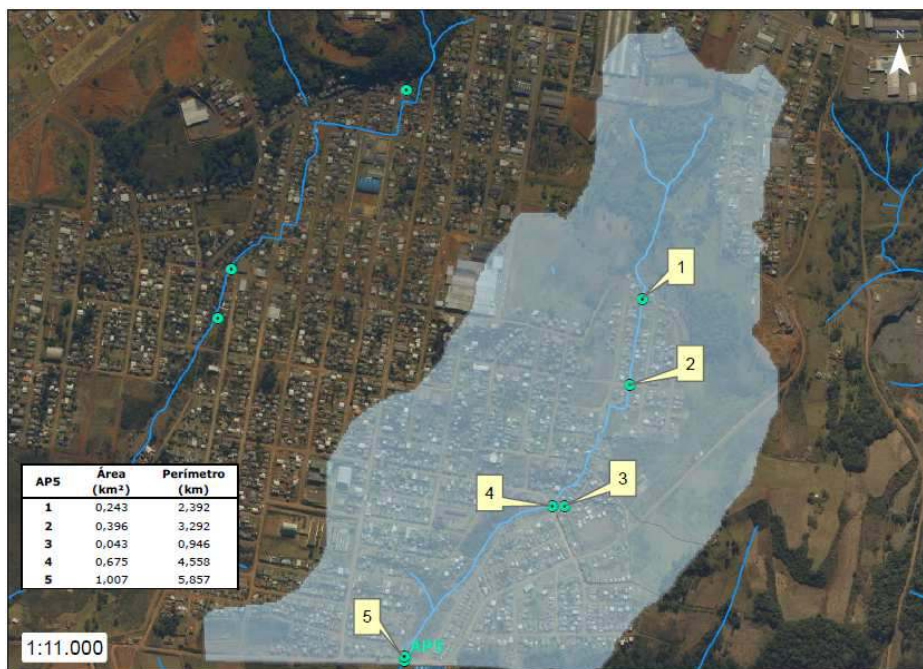 N
1
2
3
4
5
AP5
AP5 Área (km²) Perímetro (km)
1 0,243 2,392
2 0,396 3,292
3 0,043 0,946
4 0,675 4,558
5 1,007 5,857
1:11.000